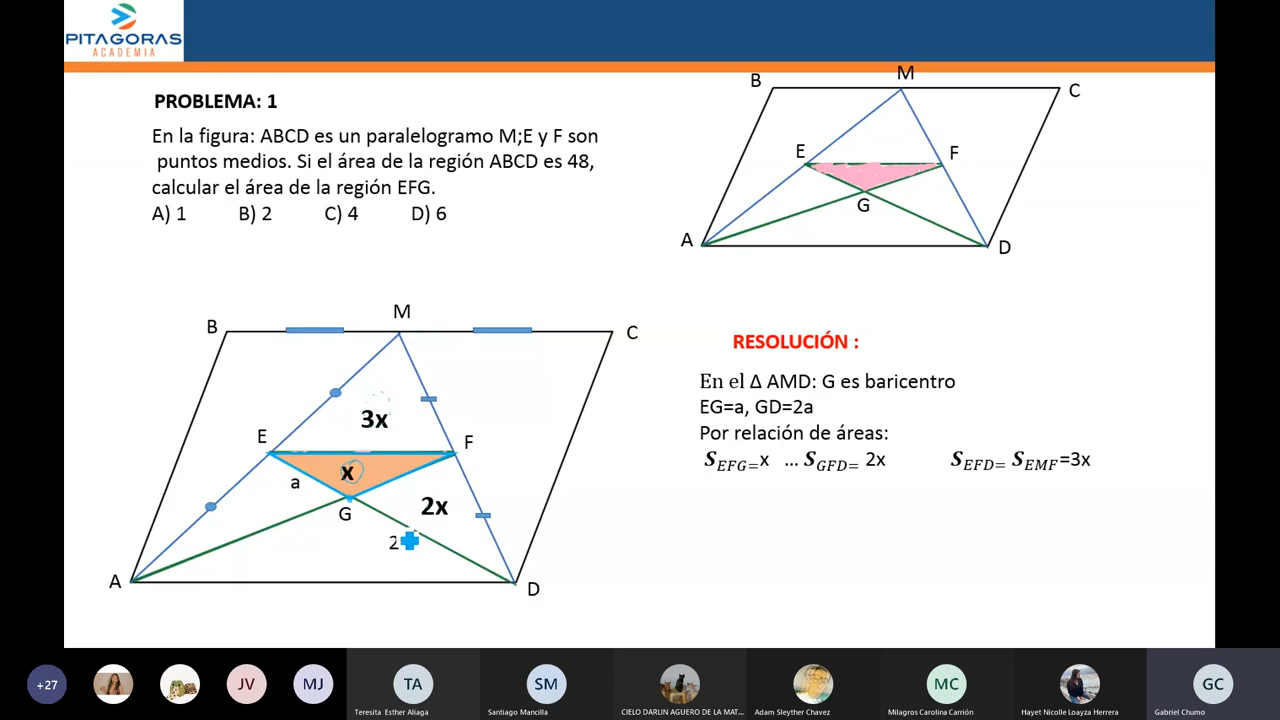 PITAGORAS
ACADEMIA
PROBLEMA: 1
En la figura: ABCD es un paralelogramo M;E y F son
puntos medios. Si el área de la región ABCD es 48,
calcular el área de la región EFG.
A) 1 B) 2 C) 4 D) 6
B
M
C
E
F
G
A
D
B
M
C
3x
E
F
x
a
G
2x
2
A
D
RESOLUCIÓN :
En el Δ AMD: G es baricentro
EG=a, GD=2a
Por relación de áreas:
S_EFG=x ... S_GFD= 2x S_EFD= S_EMF=3x
+27
JV
MJ
TA
Teresita Esther Aliaga
SM
Santiago Mancilla
CIELO DARLIN AGUERO DE LA MAT...
Adam Sleyther Chavez
MC
Milagros Carolina Carrión
Hayet Nicolle Loayza Herrera
GC
Gabriel Chumo